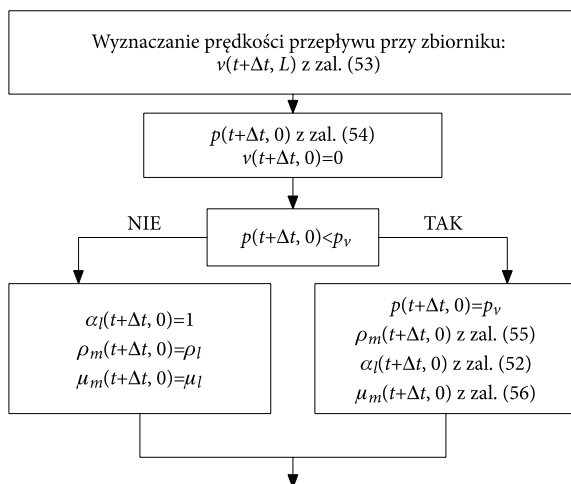 Wyznaczanie prędkości przepływu przy zbiorniku:
v(t+Δt, L) z zal. (53)
p(t+Δt, 0) z zal. (54)
v(t+Δt, 0)=0
NIE
p(t+Δt, 0)<pᵥ
TAK
αₗ(t+Δt, 0)=1
ρₘ(t+Δt, 0)=ρₗ
μₘ(t+Δt, 0)=μₗ
p(t+Δt, 0)=pᵥ
ρₘ(t+Δt, 0) z zal. (55)
αₗ(t+Δt, 0) z zal. (52)
μₘ(t+Δt, 0) z zal. (56)